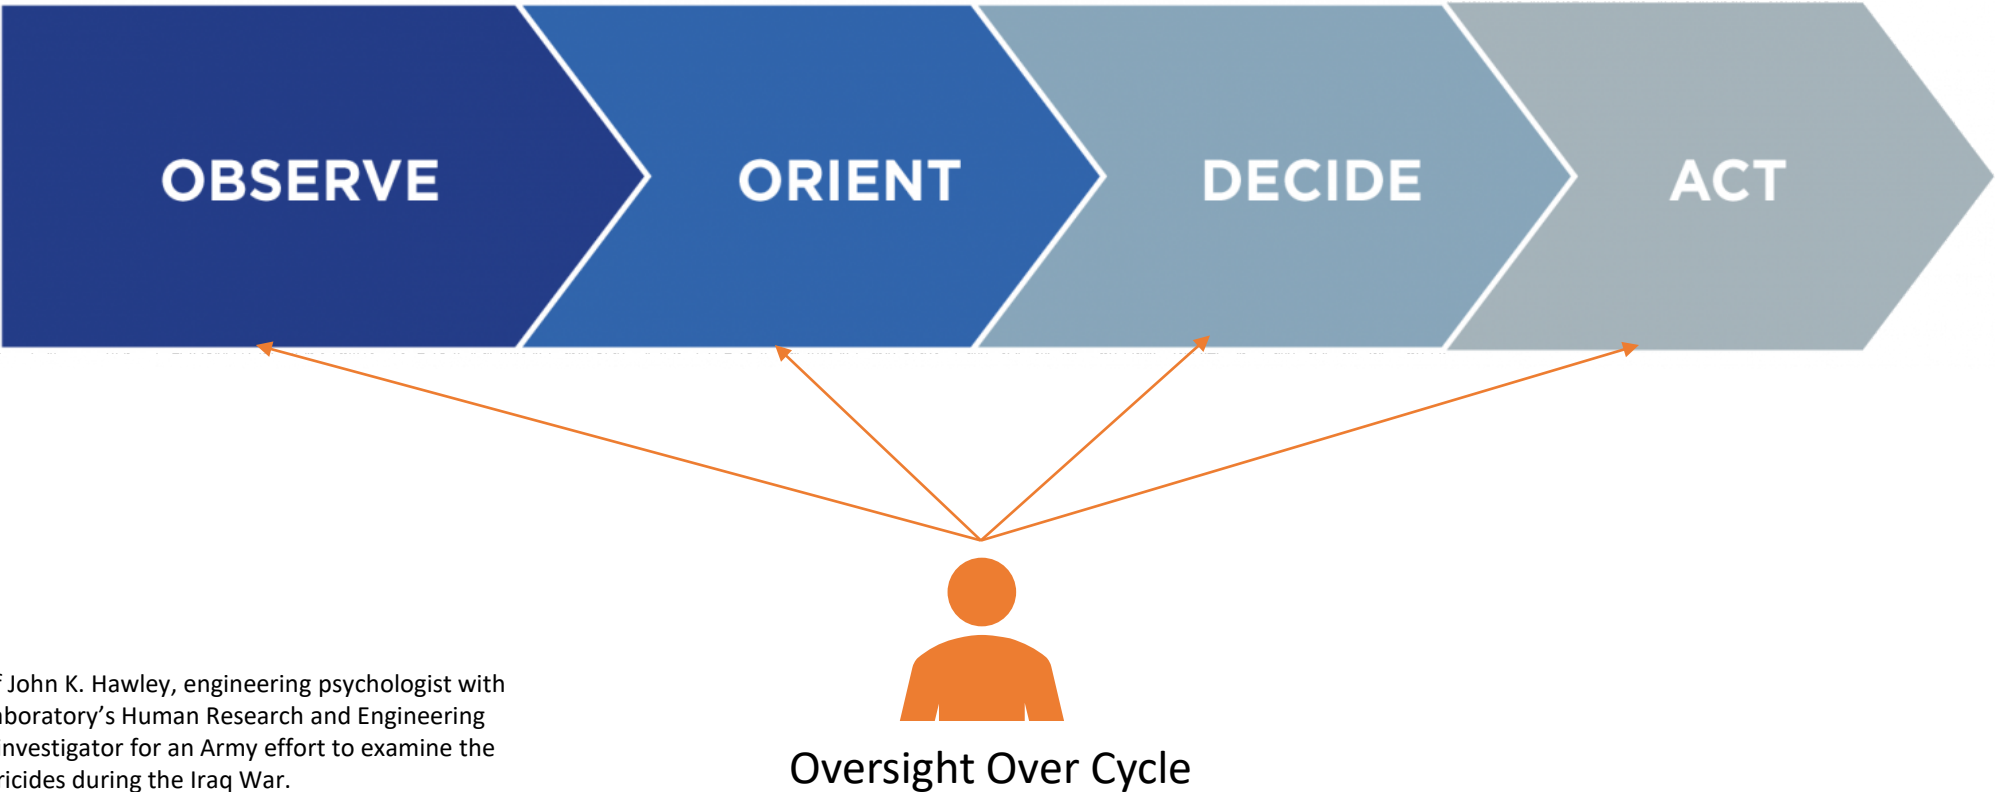 OBSERVE
ORIENT
DECIDE
ACT
John K. Hawley, engineering psychologist with
Human Research and Engineering
investigator for an Army effort to examine the
during the Iraq War.
Oversight Over Cycle